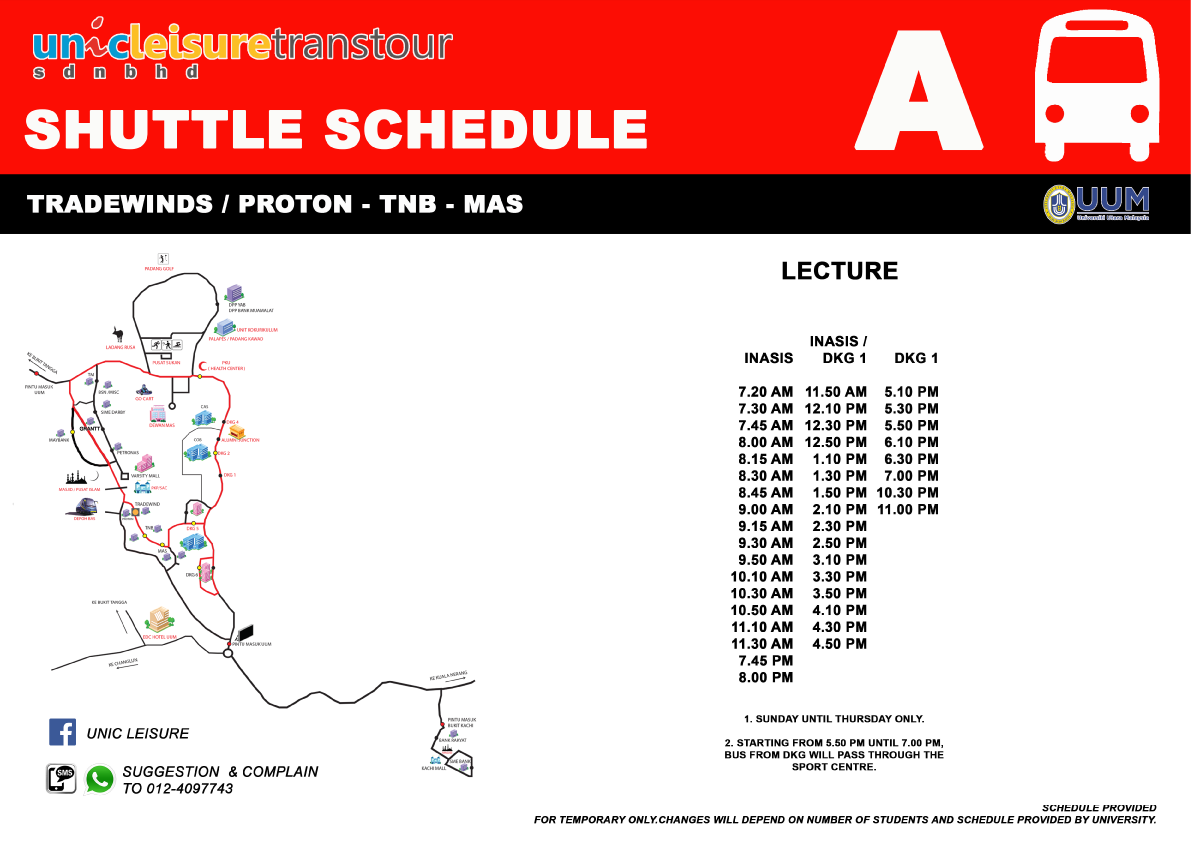 unicleisuretranstour
sdnbhd
SHUTTLE SCHEDULE
A
TRADEWINDS / PROTON - TNB - MAS
UUM
Universiti Utara Malaysia
PADANG GOLF
DPP YAB
DPP BANK MUAMALAT
UNIT KOKURIKULUM
PALAPES / PADANG KAWAD
LADANG RUSA
PUSAT SUKAN
PKU
( HEALTH CENTER )
KE BUKIT TANGGA
PINTU MASUK
UUM
TM
BSN /MISC
GO CART
SIME DARBY
CAS
DEWAN MAS
DKG 4
GRANTT
ALUMNI JUNCTION
MAYBANK
COB
DKG 2
PETRONAS
VARSITY MALL
DKG 1
MASJID / PUSAT ISLAM
DEPOH BAS
TRADEWIND
TNB
DKG 3
MAS
DKG 6
KE BUKIT TANGGA
EDC HOTEL UUM
PINTU MASUK UUM
KE CHANGLUN
KE KUALA NERANG
PINTU MASUK
BUKIT KACHI
BANK RAKYAT
KACHI MALL
SME BANK
LECTURE
INASIS /
INASIS DKG 1 DKG 1
7.20 AM 11.50 AM 5.10 PM
7.30 AM 12.10 PM 5.30 PM
7.45 AM 12.30 PM 5.50 PM
8.00 AM 12.50 PM 6.10 PM
8.15 AM 1.10 PM 6.30 PM
8.30 AM 1.30 PM 7.00 PM
8.45 AM 1.50 PM 10.30 PM
9.00 AM 2.10 PM 11.00 PM
9.15 AM 2.30 PM
9.30 AM 2.50 PM
9.50 AM 3.10 PM
10.10 AM 3.30 PM
10.30 AM 3.50 PM
10.50 AM 4.10 PM
11.10 AM 4.30 PM
11.30 AM 4.50 PM
7.45 PM
8.00 PM
1. SUNDAY UNTIL THURSDAY ONLY.
2. STARTING FROM 5.50 PM UNTIL 7.00 PM,
BUS FROM DKG WILL PASS THROUGH THE
SPORT CENTRE.
f UNIC LEISURE
SMS
SUGGESTION & COMPLAIN
TO 012-4097743
SCHEDULE PROVIDED
FOR TEMPORARY ONLY.CHANGES WILL DEPEND ON NUMBER OF STUDENTS AND SCHEDULE PROVIDED BY UNIVERSITY.